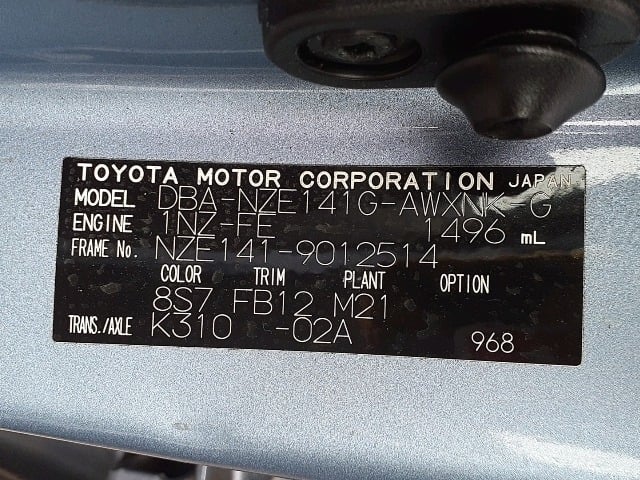 TOYOTA MOTOR CORPORATION JAPAN
MODEL DBA-NZE141G-AWXNK G
ENGINE 1NZ-FE 1496 mL
FRAME No. NZE141-9012514
COLOR TRIM PLANT OPTION
8S7 FB12 M21
TRANS./AXLE K310 -02A 968